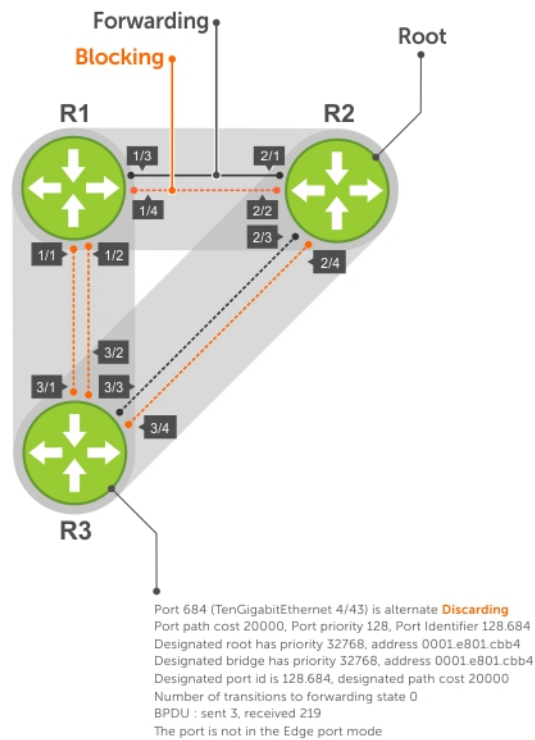 Forwarding
Blocking
Root
R1
R2
1/3
2/1
1/4
2/2
2/3
1/1
1/2
2/4
3/2
3/1
3/3
3/4
R3
Port 684 (TenGigabitEthernet 4/43) is alternate Discarding
Port path cost 20000, Port priority 128, Port Identifier 128.684
Designated root has priority 32768, address 0001.e801.cbb4
Designated bridge has priority 32768, address 0001.e801.cbb4
Designated port id is 128.684, designated path cost 20000
Number of transitions to forwarding state 0
BPDU : sent 3, received 219
The port is not in the Edge port mode